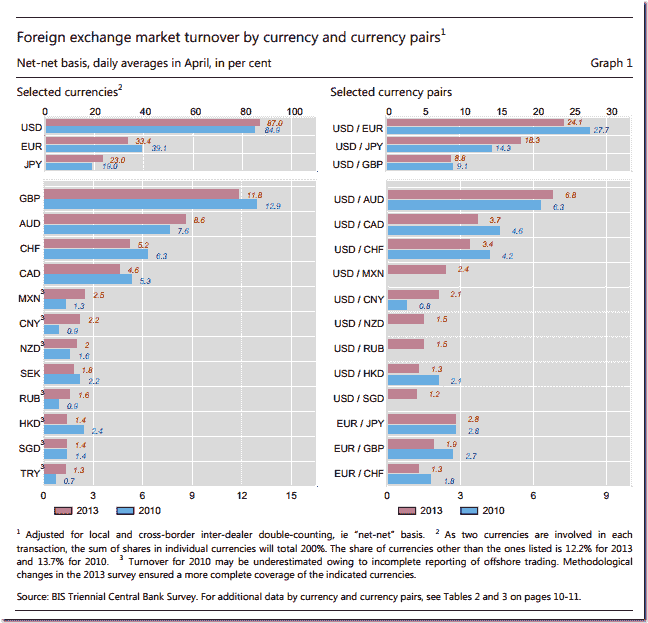 Foreign exchange market turnover by currency and currency pairs¹
Net-net basis, daily averages in April, in per cent Graph 1
Selected currencies² Selected currency pairs
0 20 40 60 80 100 0 5 10 15 20 25 30
USD 87.0 84.9 USD / EUR 24.1 27.7
EUR 33.4 39.1 USD / JPY 18.3 14.3
JPY 23.0 19.0 USD / GBP 8.8 9.1
GBP 11.8 12.9 USD / AUD 6.8 6.3
AUD 8.6 7.6 USD / CAD 3.7 4.6
CHF 5.2 6.3 USD / CHF 3.4 4.2
CAD 4.6 5.3 USD / MXN 2.4
MXN³ 2.5 1.3 USD / CNY 2.1 0.8
CNY³ 2.2 0.9 USD / NZD 1.5
NZD³ 2 1.6 USD / RUB 1.5
SEK 1.8 2.2 USD / HKD 1.3 2.1
RUB³ 1.6 0.9 USD / SGD 1.2
HKD³ 1.4 2.4 EUR / JPY 2.8 2.8
SGD³ 1.4 1.4 EUR / GBP 1.9 2.7
TRY³ 1.3 0.7 EUR / CHF 1.3 1.8
0 3 6 9 12 15 0 3 6 9
2013 2010 2013 2010
¹ Adjusted for local and cross-border inter-dealer double-counting, ie "net-net" basis. ² As two currencies are involved in each
transaction, the sum of shares in individual currencies will total 200%. The share of currencies other than the ones listed is 12.2% for 2013
and 13.7% for 2010. ³ Turnover for 2010 may be underestimated owing to incomplete reporting of offshore trading. Methodological
changes in the 2013 survey ensured a more complete coverage of the indicated currencies.
Source: BIS Triennial Central Bank Survey. For additional data by currency and currency pairs, see Tables 2 and 3 on pages 10-11.